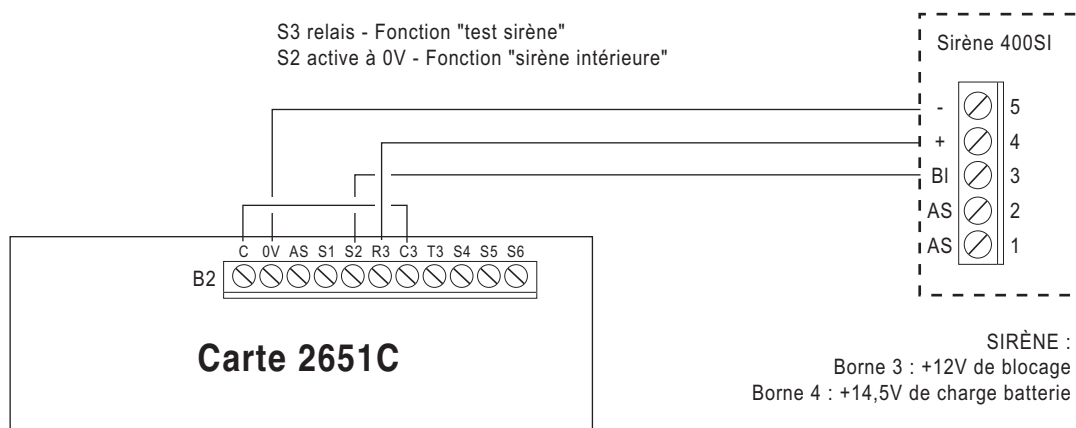 S3 relais - Fonction "test sirène"
S2 active à 0V - Fonction "sirène intérieure"
Sirène 400SI
- 5
+ 4
BI 3
AS 2
AS 1
C 0V AS S1 S2 R3 C3 T3 S4 S5 S6
B2
Carte 2651C
SIRÈNE :
Borne 3 : +12V de blocage
Borne 4 : +14,5V de charge batterie